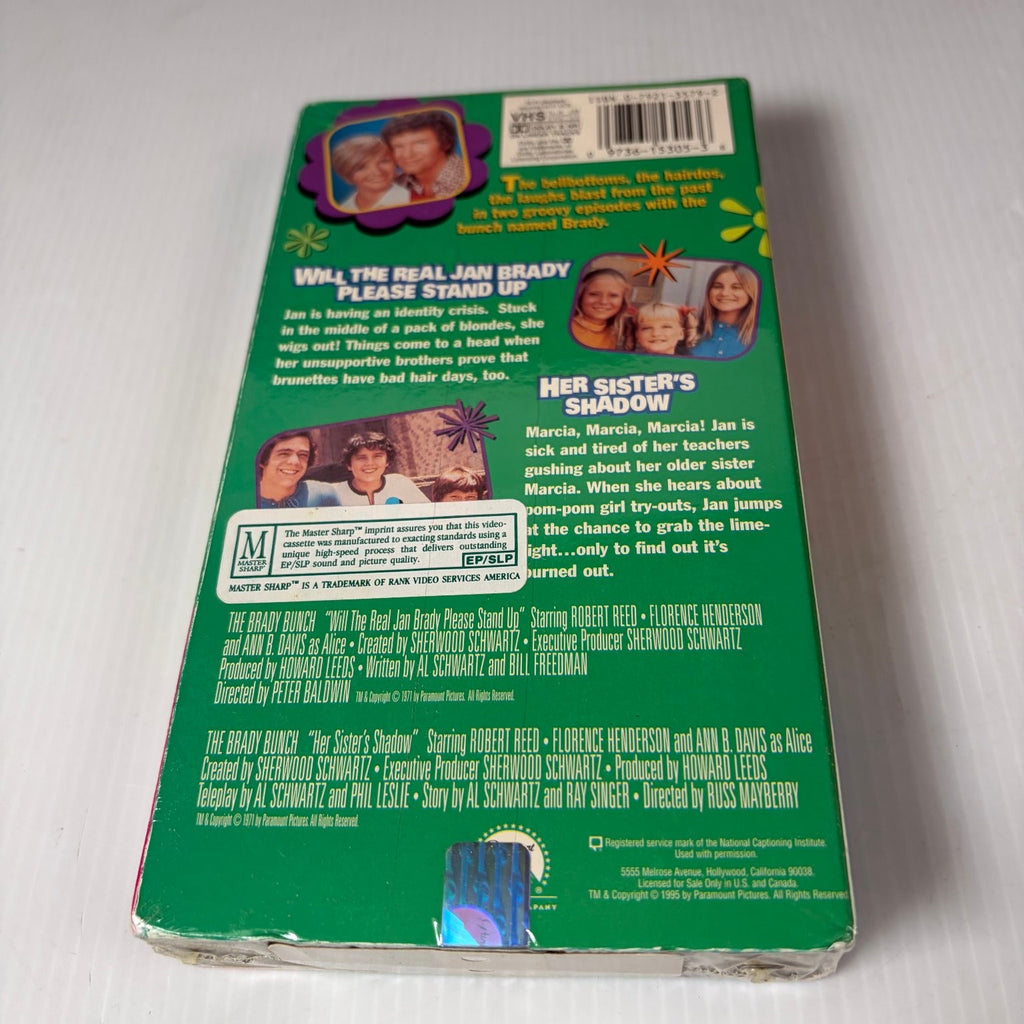 VHS
ISBN 0-7921-3379-2
The bellbottoms, the hairdos,
the laughs blast from the past
in two groovy episodes with the
bunch named Brady.
WILL THE REAL JAN BRADY
PLEASE STAND UP
Jan is having an identity crisis. Stuck
in the middle of a pack of blondes, she
wigs out! Things come to a head when
her unsupportive brothers prove that
brunettes have bad hair days, too.
HER SISTER'S
SHADOW
Marcia, Marcia, Marcia! Jan is
sick and tired of her teachers
gushing about her older sister
Marcia. When she hears about
pom-pom girl try-outs, Jan jumps
at the chance to grab the lime-
ight...only to find out it's
burned out.
M
MASTER
SHARP
The Master Sharp™ imprint assures you that this video-
cassette was manufactured to exacting standards using a
unique high-speed process that delivers outstanding
EP/SLP sound and picture quality.
EP/SLP
MASTER SHARP™ IS A TRADEMARK OF RANK VIDEO SERVICES AMERICA
THE BRADY BUNCH "Will The Real Jan Brady Please Stand Up" Starring ROBERT REED • FLORENCE HENDERSON
and ANN B. DAVIS as Alice • Created by SHERWOOD SCHWARTZ • Executive Producer SHERWOOD SCHWARTZ
Produced by HOWARD LEEDS • Written by AL SCHWARTZ and BILL FREEDMAN
Directed by PETER BALDWIN TM & Copyright © 1971 by Paramount Pictures. All Rights Reserved.
THE BRADY BUNCH "Her Sister's Shadow" Starring ROBERT REED • FLORENCE HENDERSON and ANN B. DAVIS as Alice
Created by SHERWOOD SCHWARTZ • Executive Producer SHERWOOD SCHWARTZ • Produced by HOWARD LEEDS
Teleplay by AL SCHWARTZ and PHIL LESLIE • Story by AL SCHWARTZ and RAY SINGER • Directed by RUSS MAYBERRY
TM & Copyright © 1971 by Paramount Pictures. All Rights Reserved.
Registered service mark of the National Captioning Institute.
Used with permission.
5555 Melrose Avenue, Hollywood, California 90038.
Licensed for Sale Only in U.S. and Canada.
TM & Copyright © 1995 by Paramount Pictures. All Rights Reserved